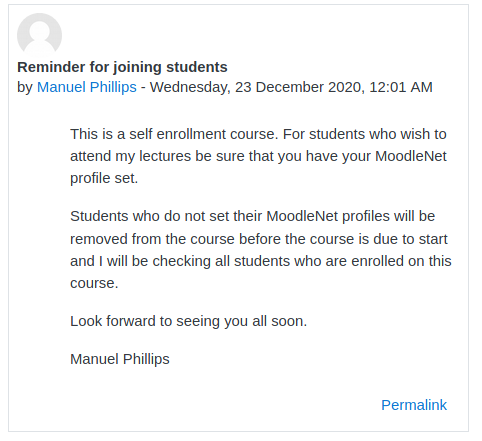 Reminder for joining students
by Manuel Phillips - Wednesday, 23 December 2020, 12:01 AM
This is a self enrollment course. For students who wish to
attend my lectures be sure that you have your MoodleNet
profile set.
Students who do not set their MoodleNet profiles will be
removed from the course before the course is due to start
and I will be checking all students who are enrolled on this
course.
Look forward to seeing you all soon.
Manuel Phillips
Permalink